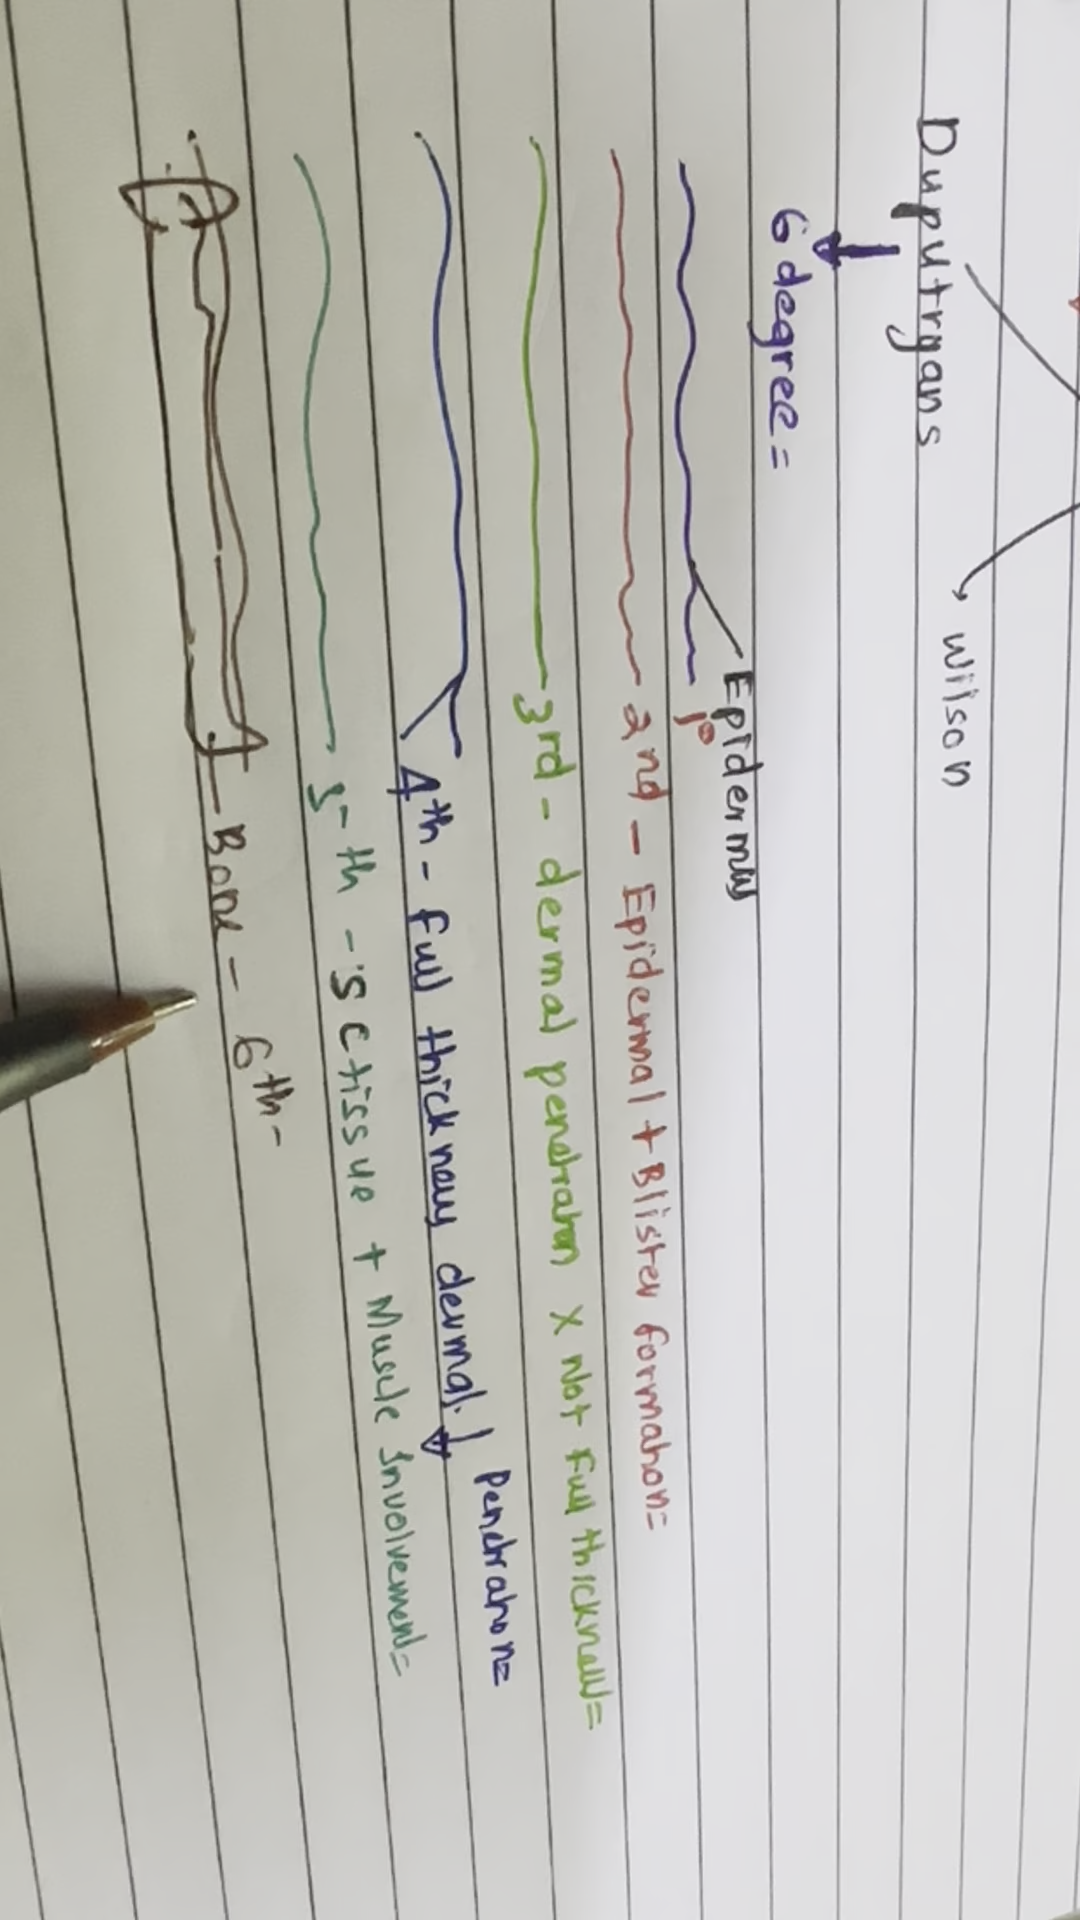 Duputryans
Wilson
6 degree =
Epidermis
1°
2nd - Epidermal + Blister formation =
3rd - dermal penetration x Not full thickness =
4th - full thickness dermal
penetration =
5th - s c tissue + Muscle involvement =
Bone - 6th -